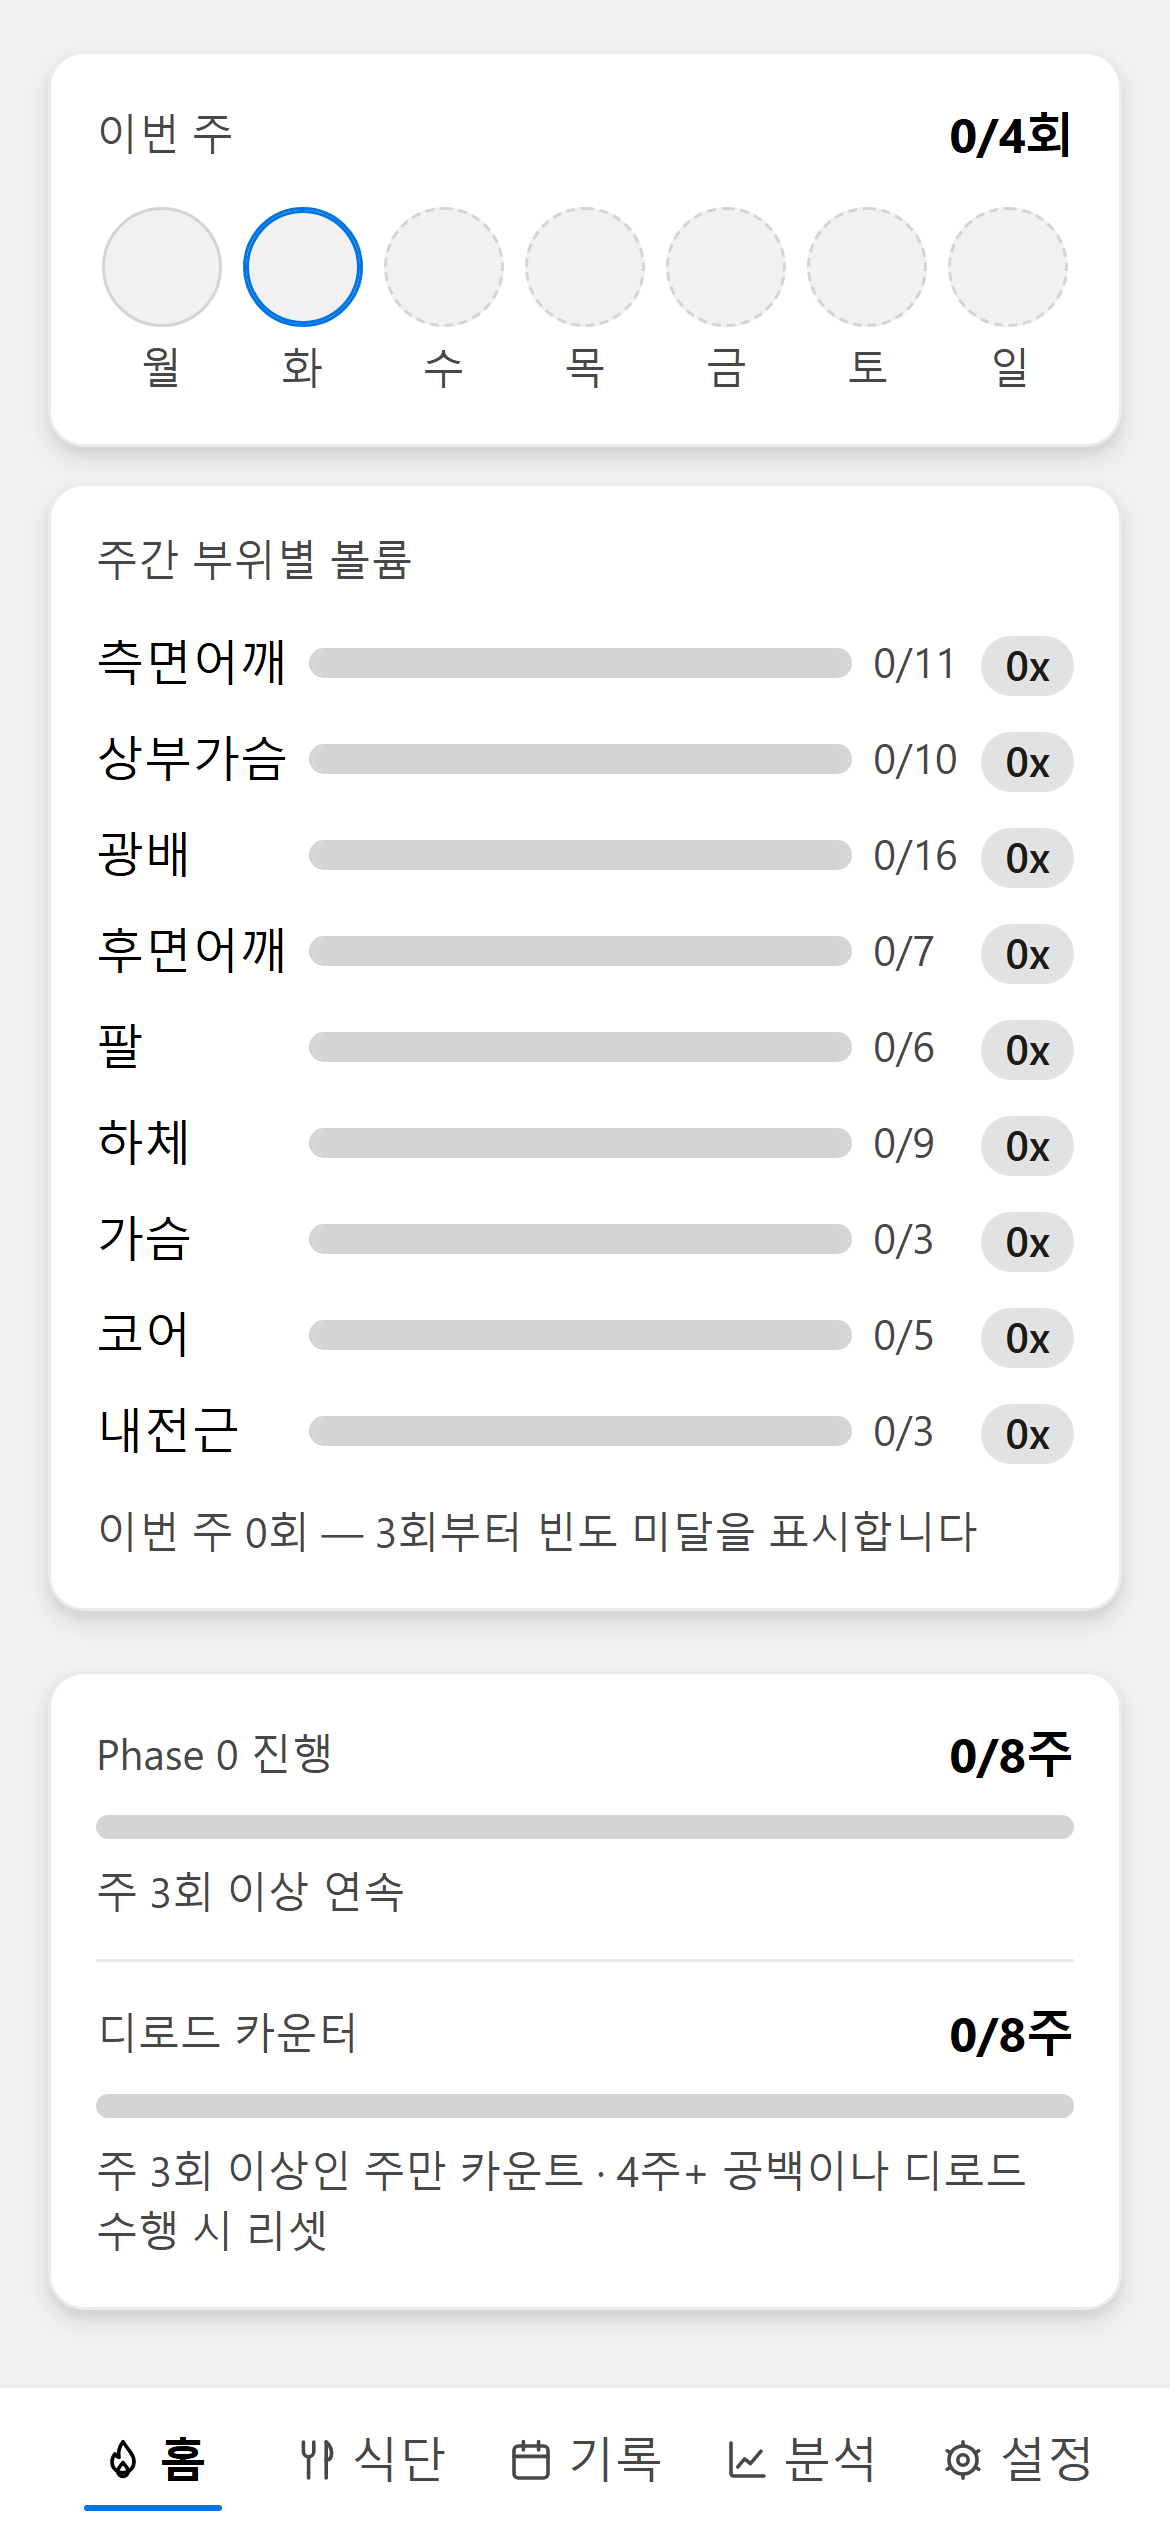 이번 주 0/4회
월 화 수 목 금 토 일
주간 부위별 볼륨
측면어깨 0/11 0x
상부가슴 0/10 0x
광배 0/16 0x
후면어깨 0/7 0x
팔 0/6 0x
하체 0/9 0x
가슴 0/3 0x
코어 0/5 0x
내전근 0/3 0x
이번 주 0회 — 3회부터 빈도 미달을 표시합니다
Phase 0 진행 0/8주
주 3회 이상 연속
디로드 카운터 0/8주
주 3회 이상인 주만 카운트 · 4주+ 공백이나 디로드
수행 시 리셋
홈 식단 기록 분석 설정